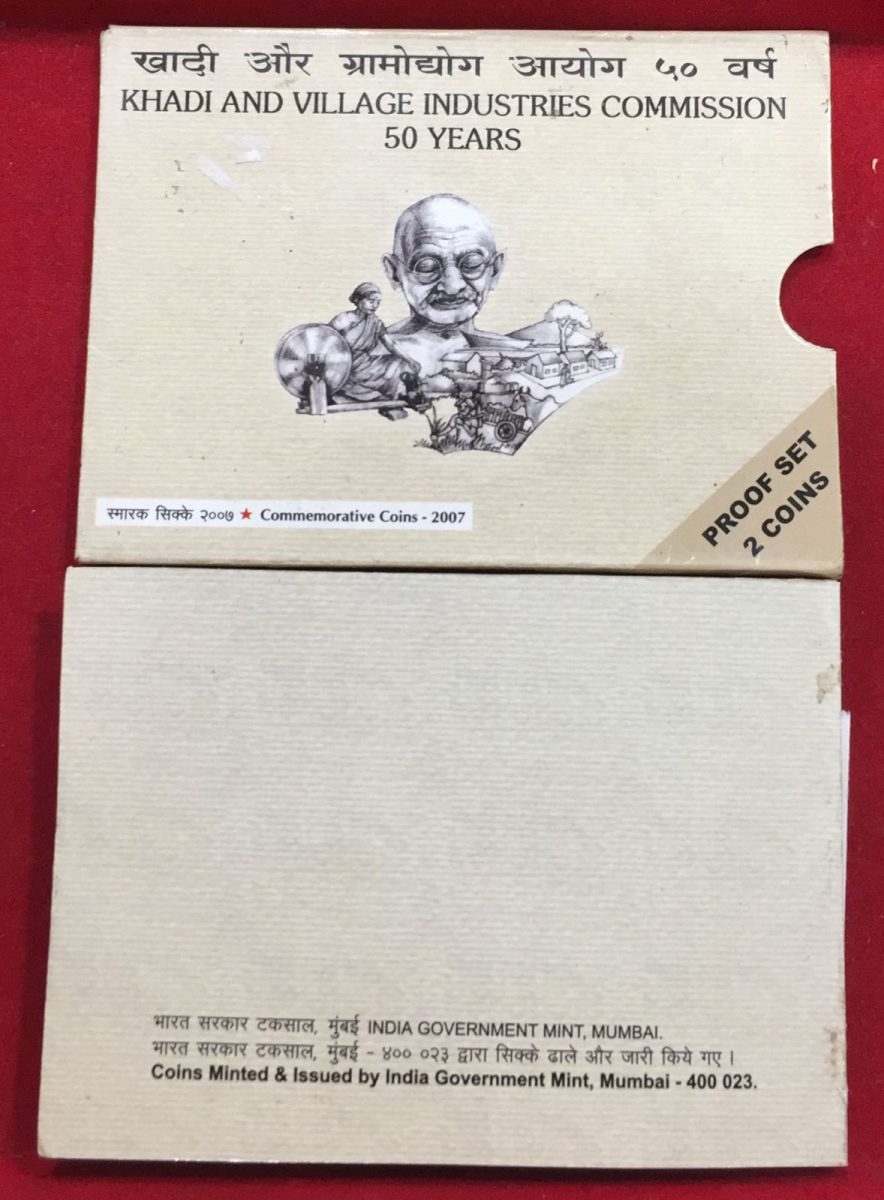 खादी और ग्रामोद्योग आयोग ५० वर्ष
KHADI AND VILLAGE INDUSTRIES COMMISSION
50 YEARS
स्मारक सिक्के २००७ ★ Commemorative Coins - 2007
PROOF SET
2 COINS
भारत सरकार टकसाल, मुंबई INDIA GOVERNMENT MINT, MUMBAI.
भारत सरकार टकसाल, मुंबई - ४०० ०२३ द्वारा सिक्के ढाले और जारी किये गए ।
Coins Minted & Issued by India Government Mint, Mumbai - 400 023.